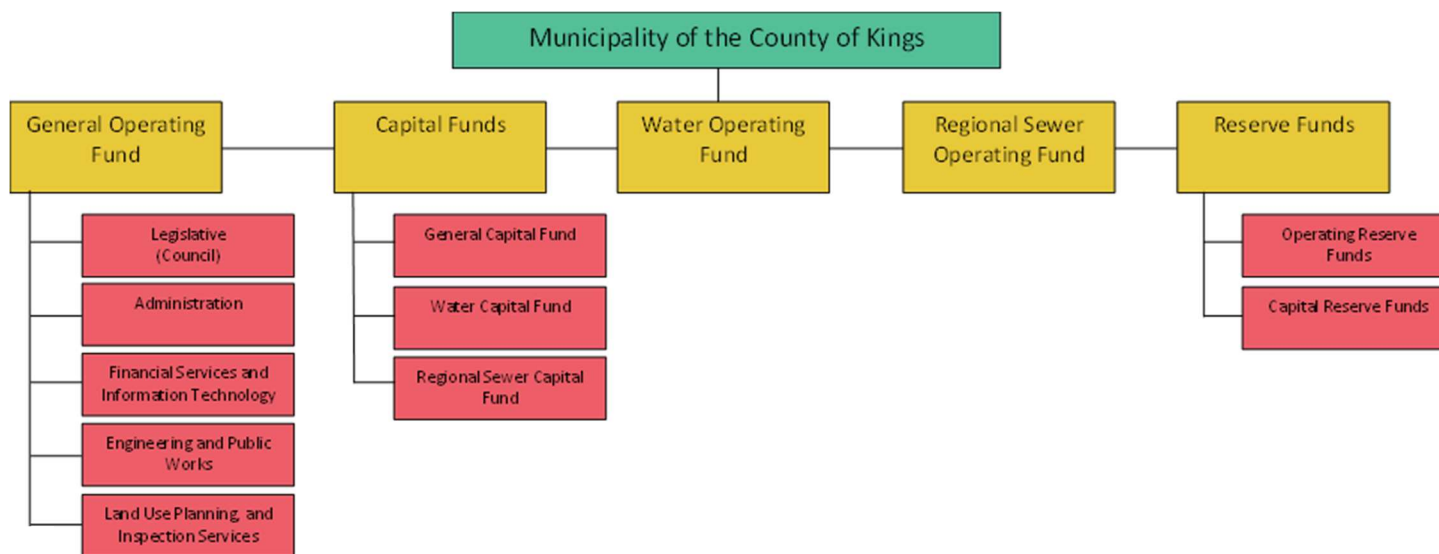 Municipality of the County of Kings
General Operating
Fund
Capital Funds
Water Operating
Fund
Regional Sewer
Operating Fund
Reserve Funds
Legislative
(Council)
Administration
Financial Services and
Information Technology
Engineering and Public
Works
Land Use Planning, and
Inspection Services
General Capital Fund
Water Capital Fund
Regional Sewer Capital
Fund
Operating Reserve
Funds
Capital Reserve Funds